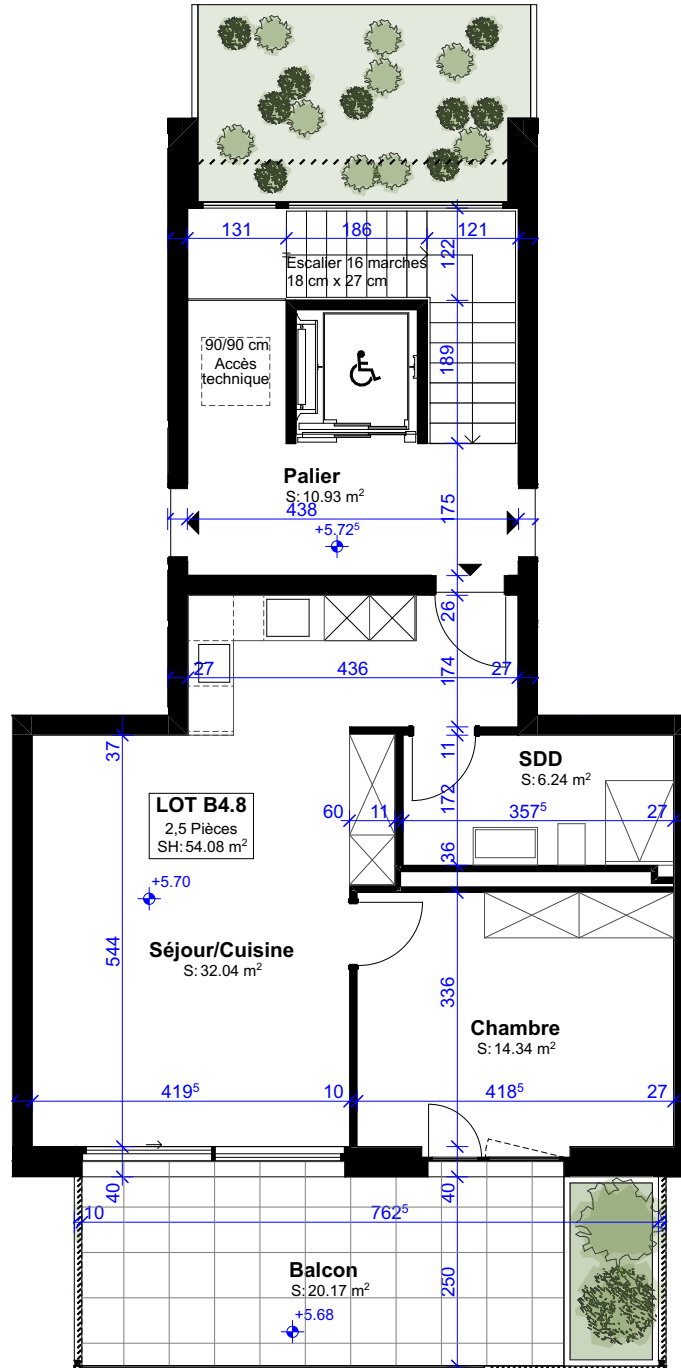 131
186
121
122
Escalier 16 marches
18 cm x 27 cm
90/90 cm
Accès
technique
189
Palier
S: 10.93 m²
438
175
+5.72⁵
26
27
436
174
27
37
11
SDD
S: 6.24 m²
LOT B4.8
2,5 Pièces
SH: 54.08 m²
60
11
172
357⁵
27
36
+5.70
544
Séjour/Cuisine
S: 32.04 m²
336
Chambre
S: 14.34 m²
419⁵
10
418⁵
27
40
40
10
762⁵
Balcon
S: 20.17 m²
250
+5.68